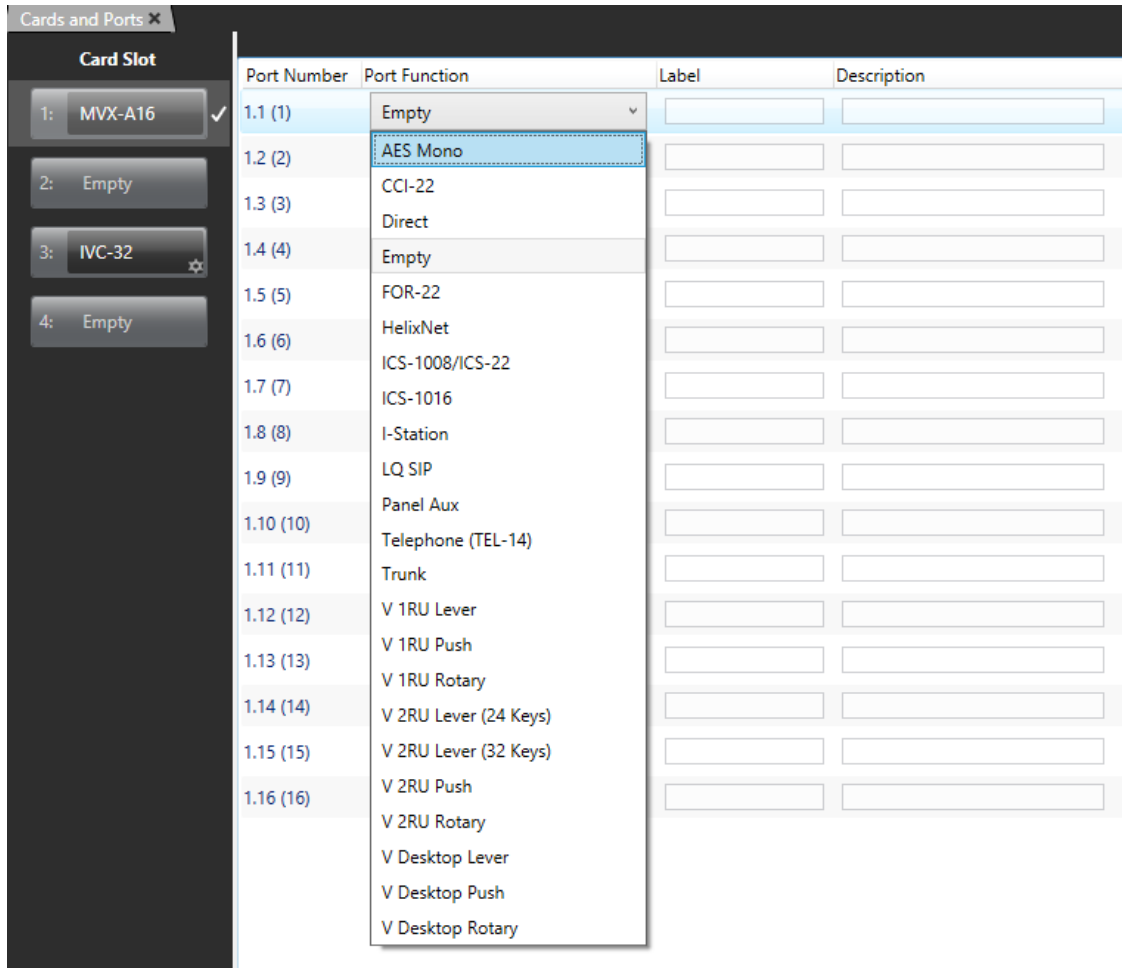 Cards and Ports ×
Card Slot
1: MVX-A16 ✓
2: Empty
3: IVC-32
4: Empty
Port Number Port Function Label Description
1.1 (1) Empty
1.2 (2)
1.3 (3)
1.4 (4)
1.5 (5)
1.6 (6)
1.7 (7)
1.8 (8)
1.9 (9)
1.10 (10)
1.11 (11)
1.12 (12)
1.13 (13)
1.14 (14)
1.15 (15)
1.16 (16)
AES Mono
CCI-22
Direct
Empty
FOR-22
HelixNet
ICS-1008/ICS-22
ICS-1016
I-Station
LQ SIP
Panel Aux
Telephone (TEL-14)
Trunk
V 1RU Lever
V 1RU Push
V 1RU Rotary
V 2RU Lever (24 Keys)
V 2RU Lever (32 Keys)
V 2RU Push
V 2RU Rotary
V Desktop Lever
V Desktop Push
V Desktop Rotary